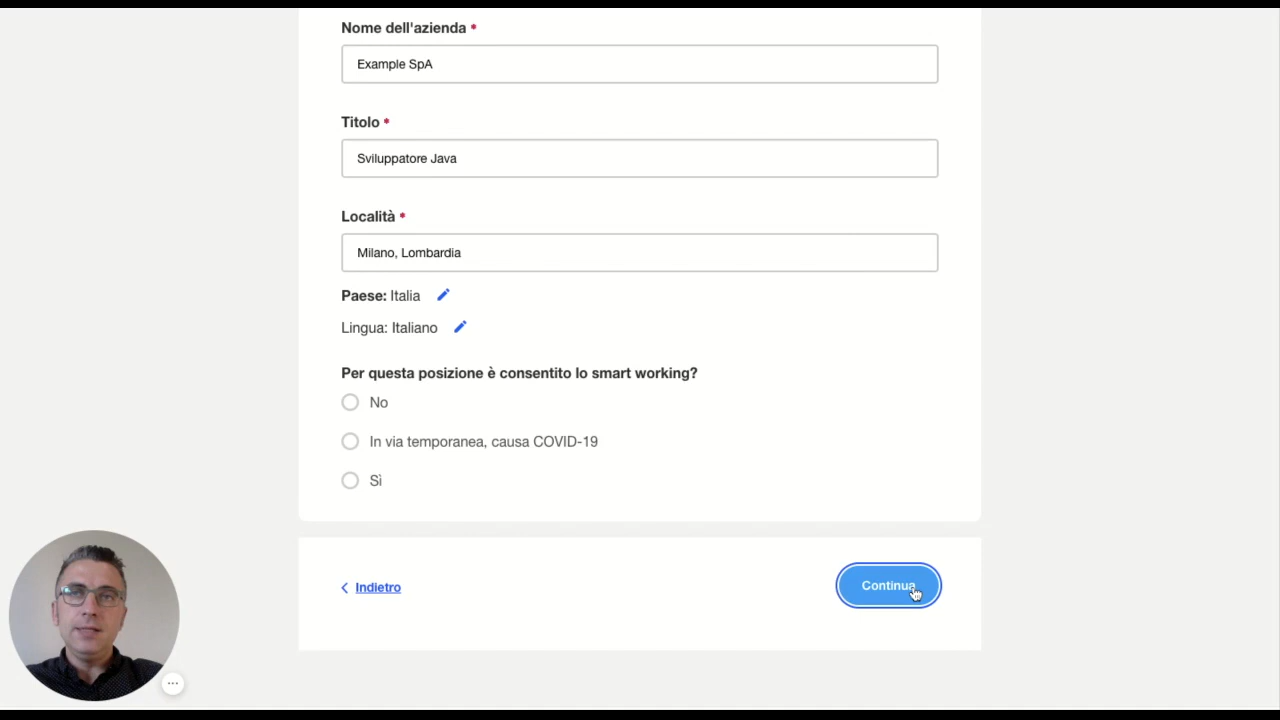 Nome dell'azienda *
Example SpA
Titolo *
Sviluppatore Java
Località *
Milano, Lombardia
Paese: Italia
Lingua: Italiano
Per questa posizione è consentito lo smart working?
No
In via temporanea, causa COVID-19
Sì
Indietro
Continua